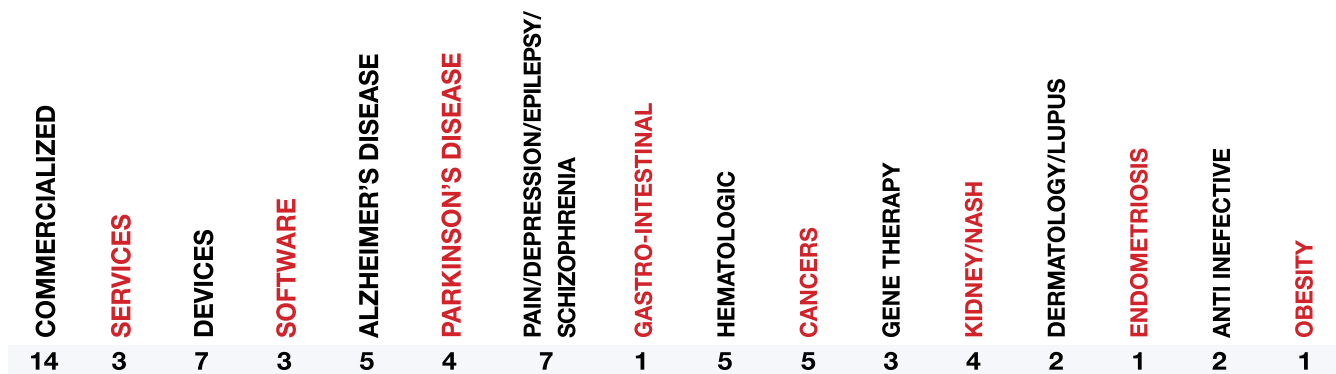 COMMERCIALIZED
SERVICES
DEVICES
SOFTWARE
ALZHEIMER'S DISEASE
PARKINSON'S DISEASE
PAIN/DEPRESSION/EPILEPSY/
SCHIZOPHRENIA
GASTRO-INTESTINAL
HEMATOLOGIC
CANCERS
GENE THERAPY
KIDNEY/NASH
DERMATOLOGY/LUPUS
ENDOMETRIOSIS
ANTI INEFECTIVE
OBESITY
14 3 7 3 5 4 7 1 5 5 3 4 2 1 2 1